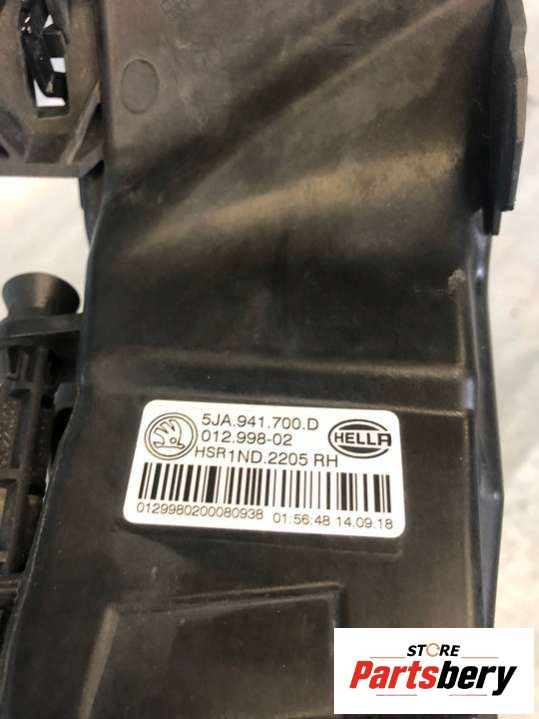 5JA.941.700.D
012.998-02
HELLA
HSR1ND.2205 RH
0129980200080938 01:56:48 14.09.18
STORE
Partsbery